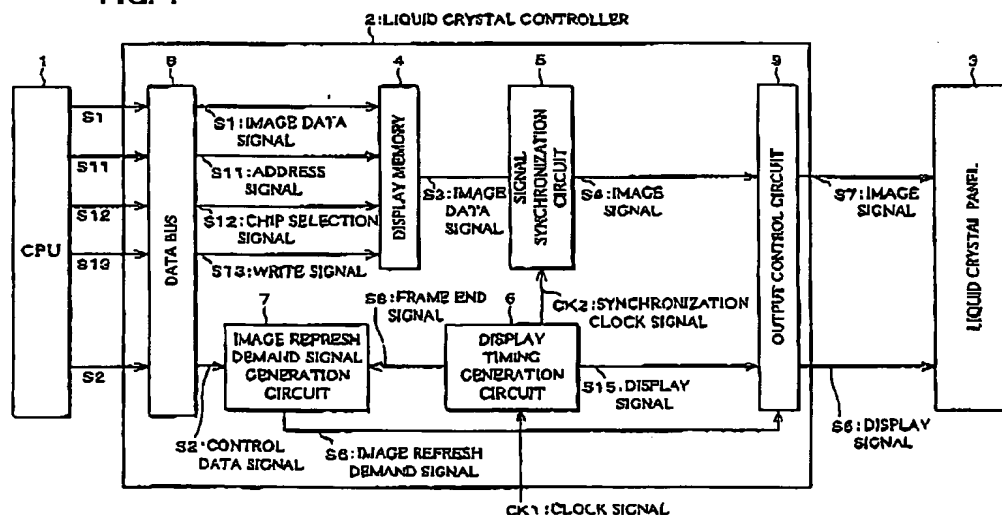 2:LIQUID CRYSTAL CONTROLLER
1
8
4
5
9
3
CPU
S1
S11
S12
S13
S2
DATA BUS
S1:IMAGE DATA
SIGNAL
S11:ADDRESS
SIGNAL
S12:CHIP SELECTION
SIGNAL
S13:WRITE SIGNAL
DISPLAY MEMORY
S3:IMAGE
DATA
SIGNAL
SIGNAL
SYNCHRONIZATION
CIRCUIT
S4:IMAGE
SIGNAL
OUTPUT CONTROL CIRCUIT
S7:IMAGE
SIGNAL
LIQUID CRYSTAL PANEL
CK2:SYNCHRONIZATION
CLOCK SIGNAL
S8:FRAME END
SIGNAL
7
IMAGE REFRESH
DEMAND SIGNAL
GENERATION
CIRCUIT
6
DISPLAY
TIMING
GENERATION
CIRCUIT
S15:DISPLAY
SIGNAL
S2:CONTROL
DATA SIGNAL
S6:IMAGE REFRESH
DEMAND SIGNAL
S6:DISPLAY
SIGNAL
CK1:CLOCK SIGNAL